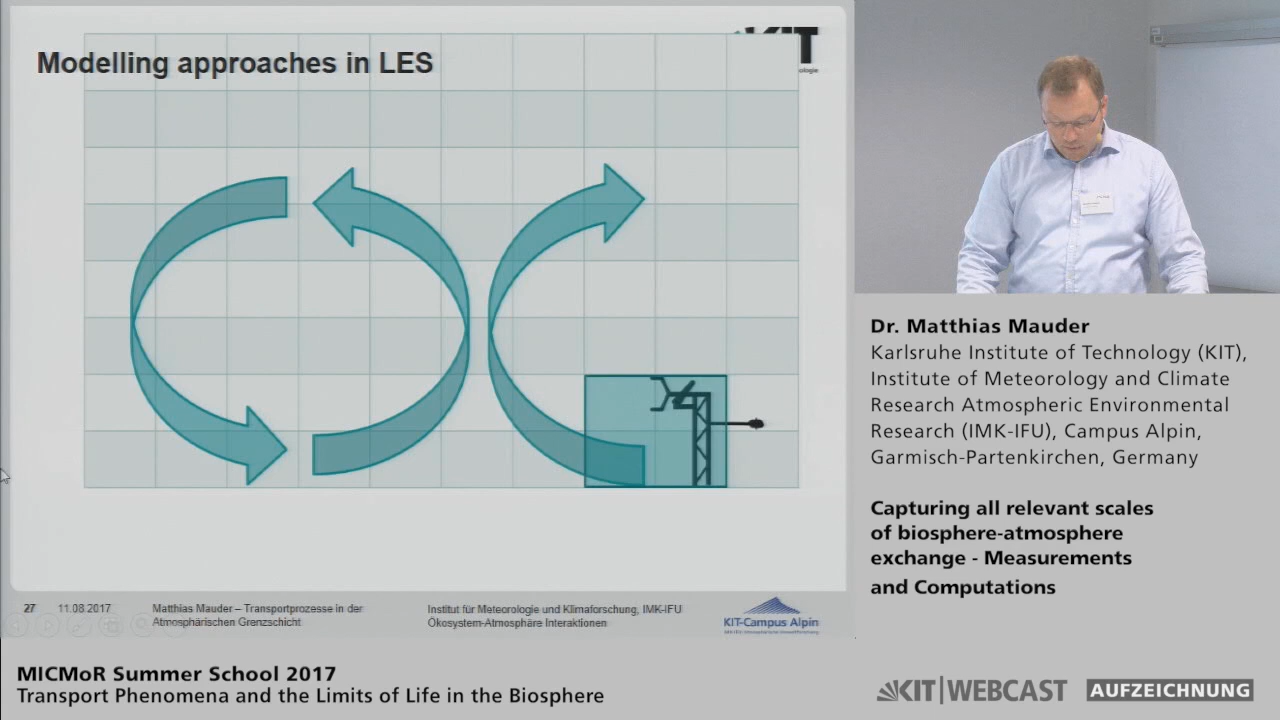 Modelling approaches in LES
KIT
27
11.08.2017
Matthias Mauder – Transportprozesse in der
Atmosphärischen Grenzschicht
Institut für Meteorologie und Klimaforschung, IMK-IFU
Ökosystem-Atmosphäre Interaktionen
KIT-Campus Alpin
Dr. Matthias Mauder
Karlsruhe Institute of Technology (KIT),
Institute of Meteorology and Climate
Research Atmospheric Environmental
Research (IMK-IFU), Campus Alpin,
Garmisch-Partenkirchen, Germany
Capturing all relevant scales
of biosphere-atmosphere
exchange - Measurements
and Computations
MICMoR Summer School 2017
Transport Phenomena and the Limits of Life in the Biosphere
KIT|WEBCAST
AUFZEICHNUNG